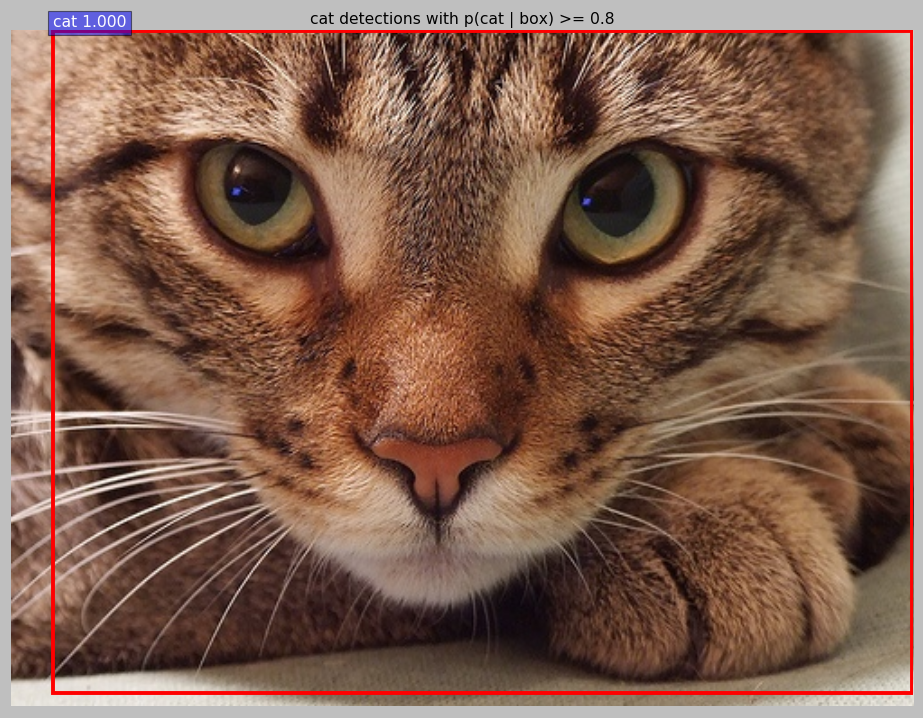 cat detections with p(cat | box) >= 0.8
cat 1.000